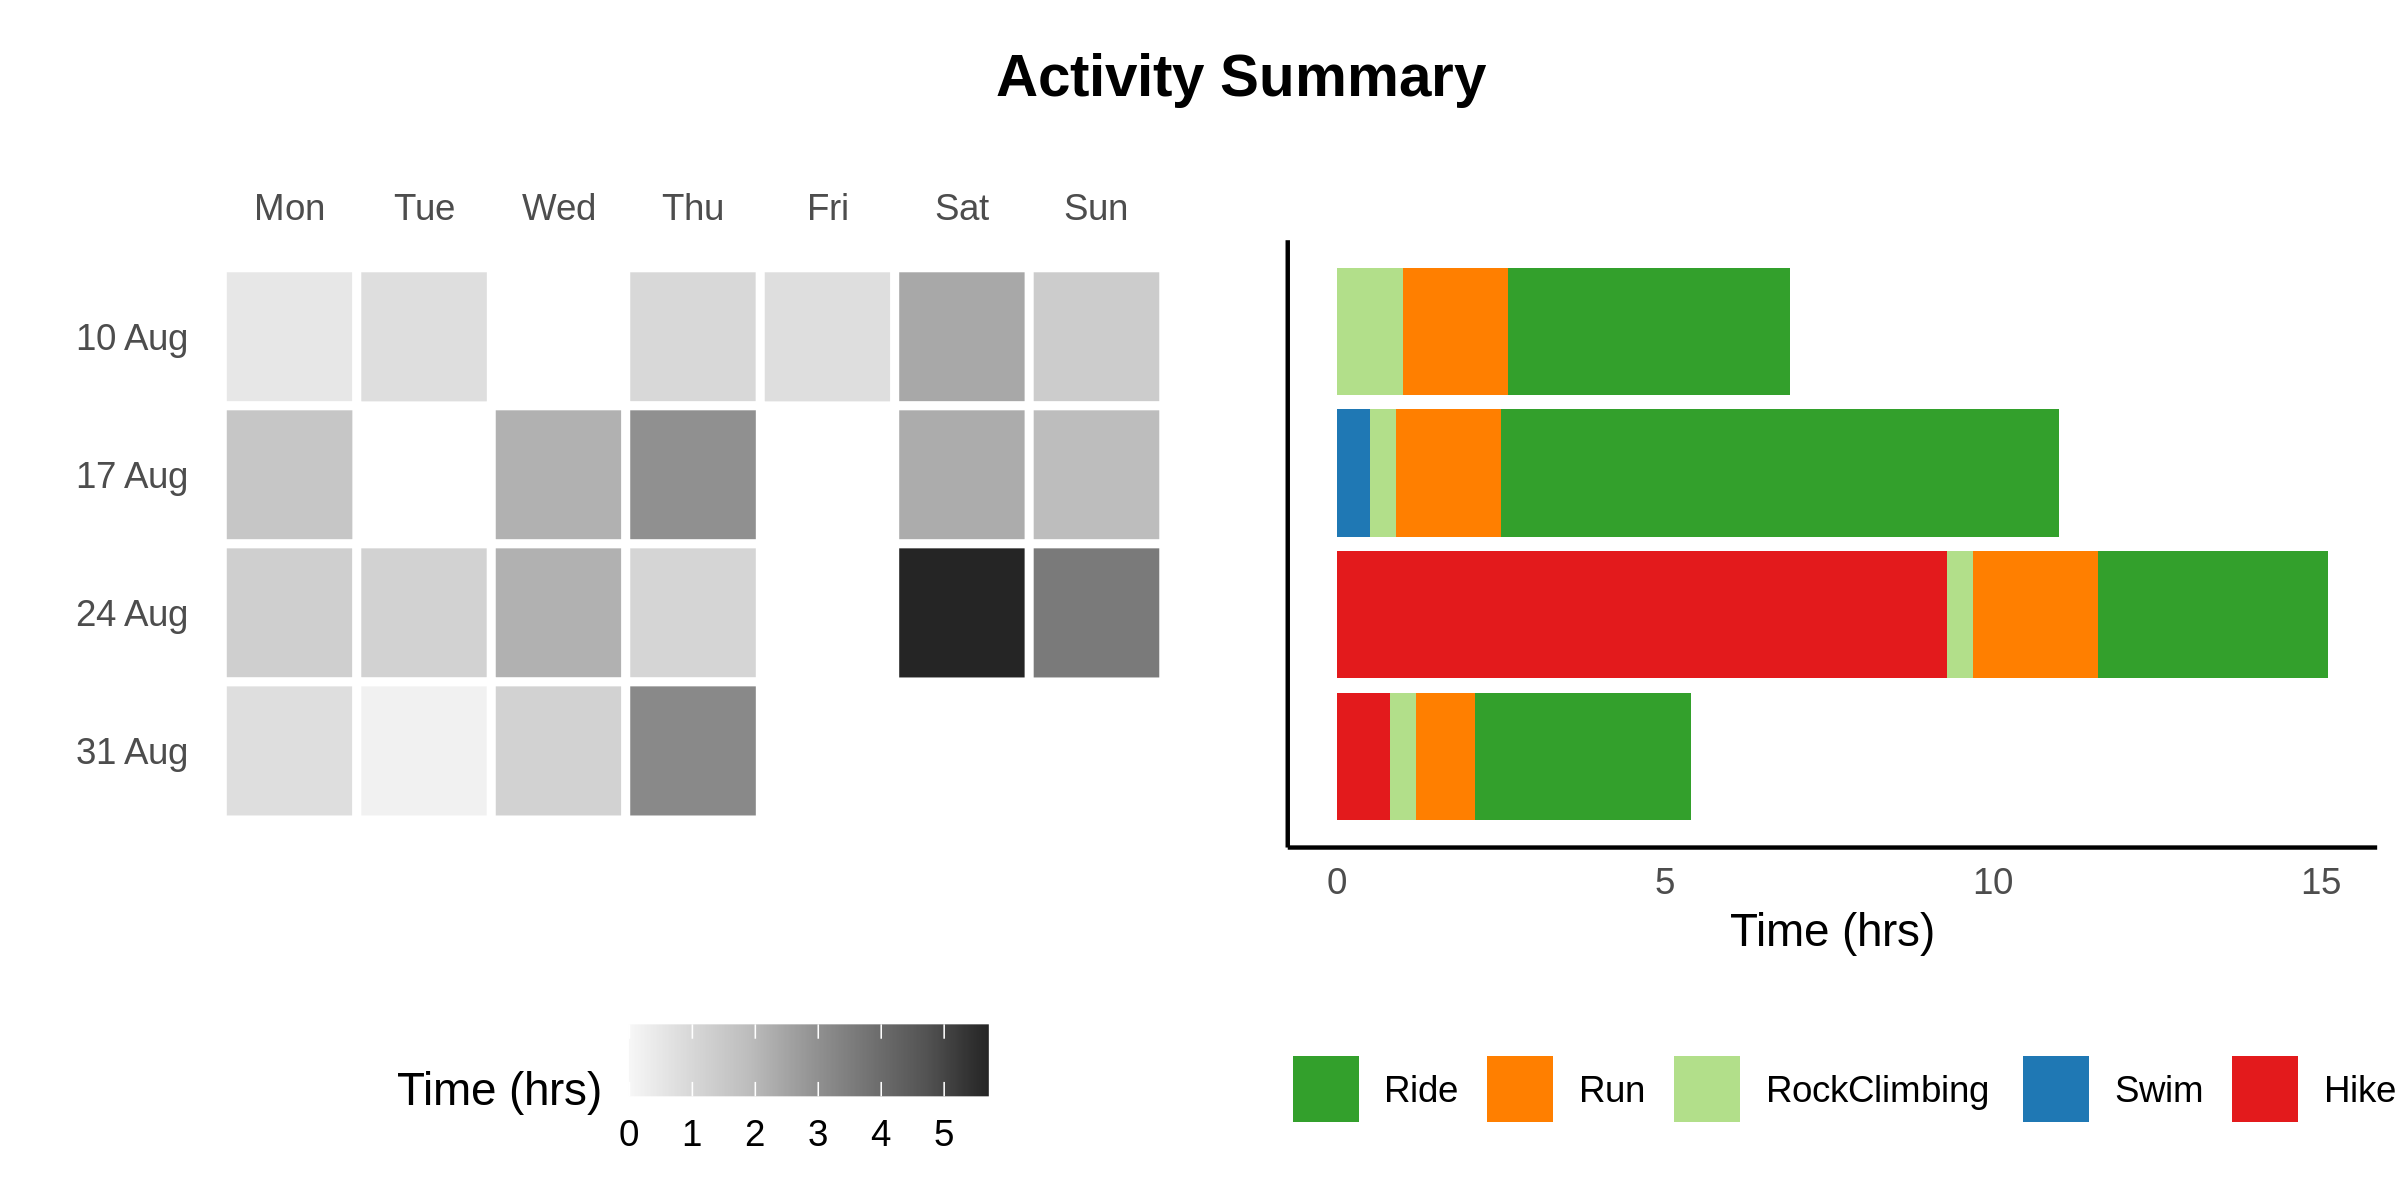 Activity Summary
Mon Tue Wed Thu Fri Sat Sun
10 Aug
17 Aug
24 Aug
31 Aug
0 5 10 15
Time (hrs)
Time (hrs)
0 1 2 3 4 5
Ride Run RockClimbing Swim Hike